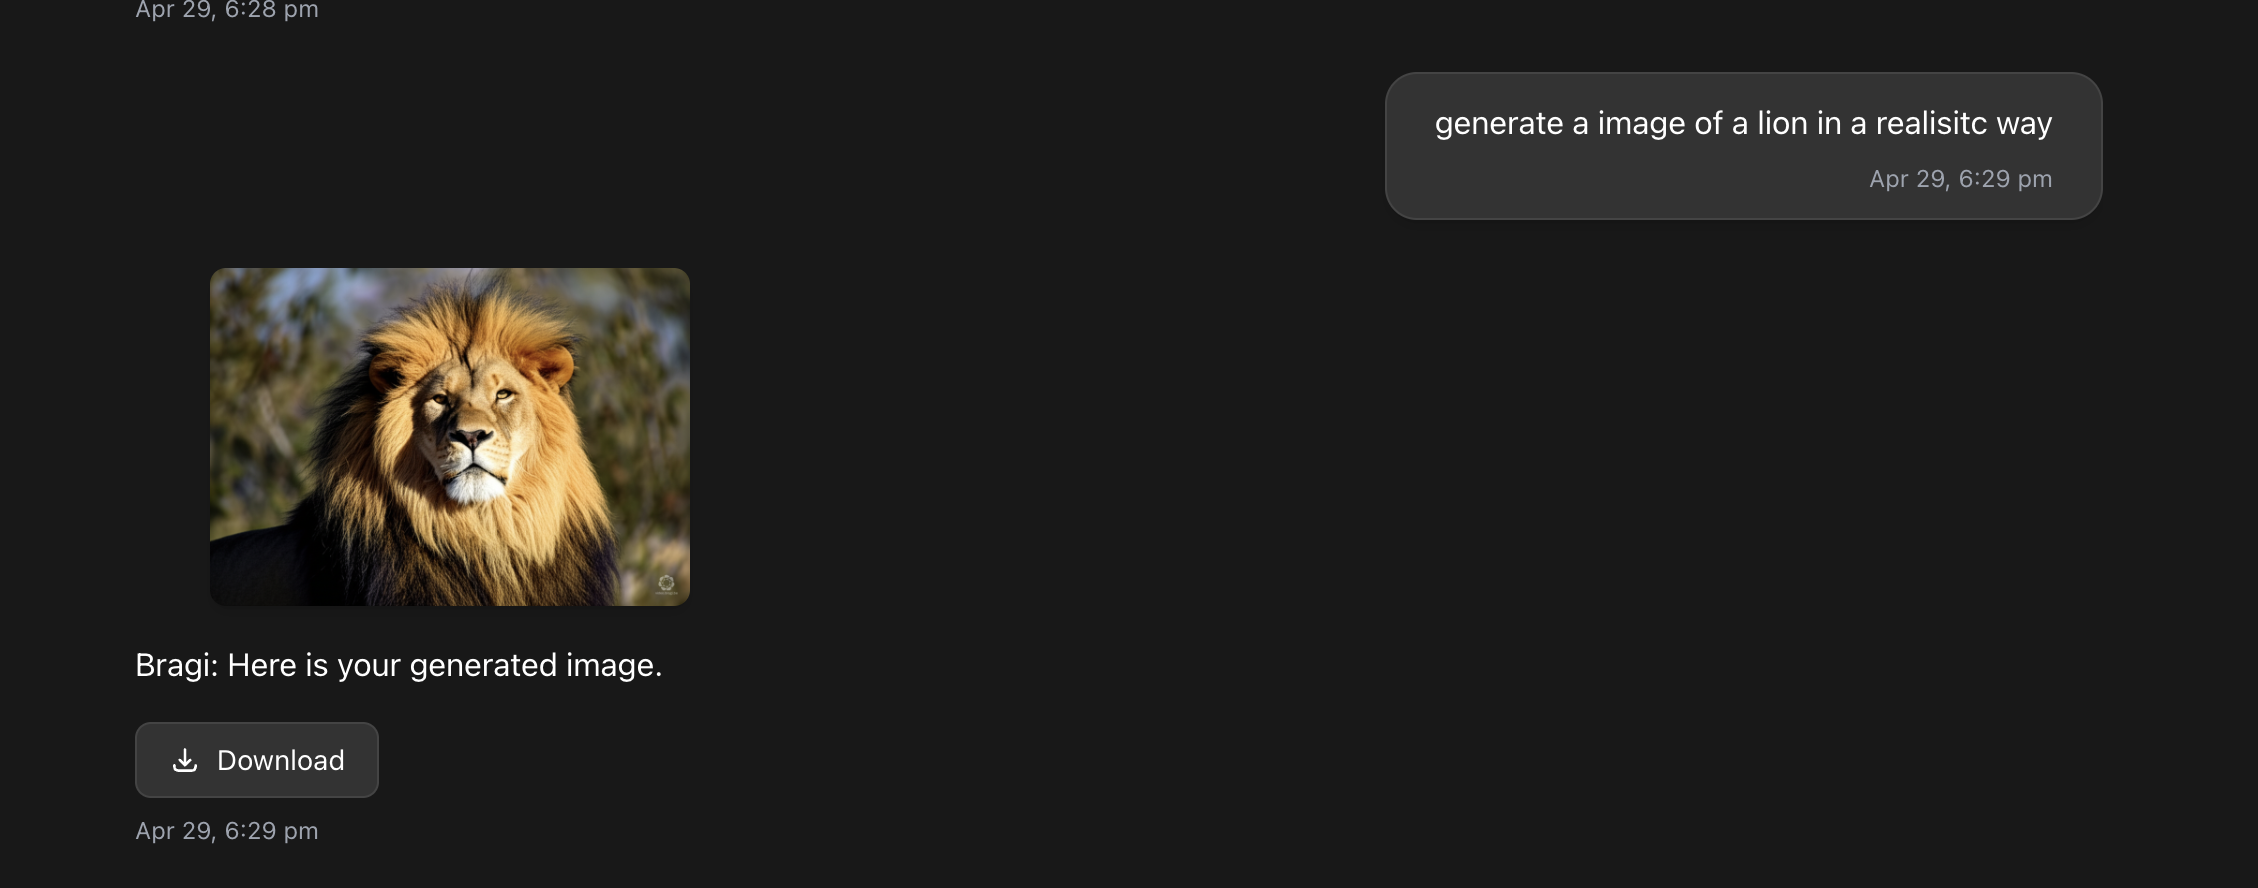 Apr 29, 6:28 pm
generate a image of a lion in a realisitc way
Apr 29, 6:29 pm
Bragi: Here is your generated image.
Download
Apr 29, 6:29 pm